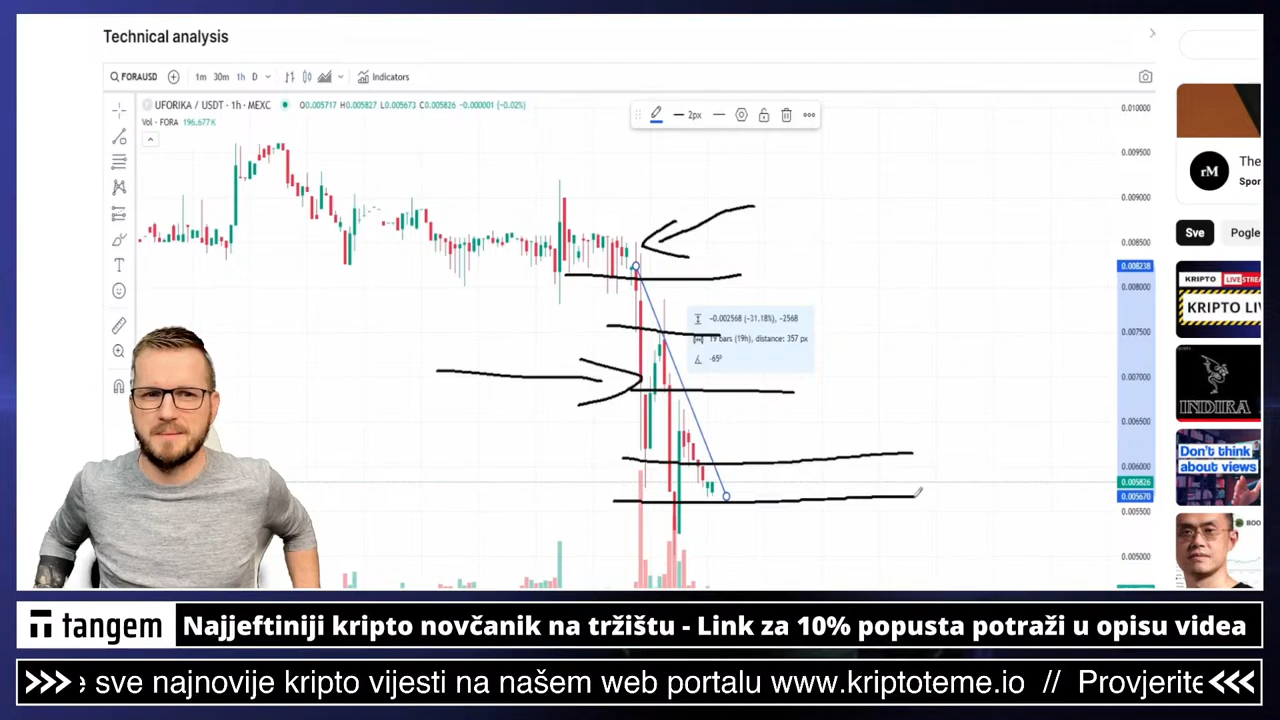 Technical analysis
FORAUSD
1m 30m 1h D
Indicators
UFORIKA / USDT · 1h · MEXC
O0.005717 H0.005827 L0.005673 C0.005826 -0.000001 (-0.02%)
Vol · FORA 196,677K
2px
0.010000
0.009500
0.009000
0.008500
0.008238
0.008000
0.007500
0.007000
0.006500
0.006000
0.005826
0.005670
0.005500
0.005000
-0.002568 (-31.18%), -2568
19 bars (19h), distance: 357 px
-65º
rM
The
Spor
Sve
Pogle
KRIPTO LIVESTRE
KRIPTO LIV
INDIRA
Don't think
about views
BOO
tangem
Najjeftiniji kripto novčanik na tržištu - Link za 10% popusta potraži u opisu videa
e sve najnovije kripto vijesti na našem web portalu www.kriptoteme.io // Provjerite